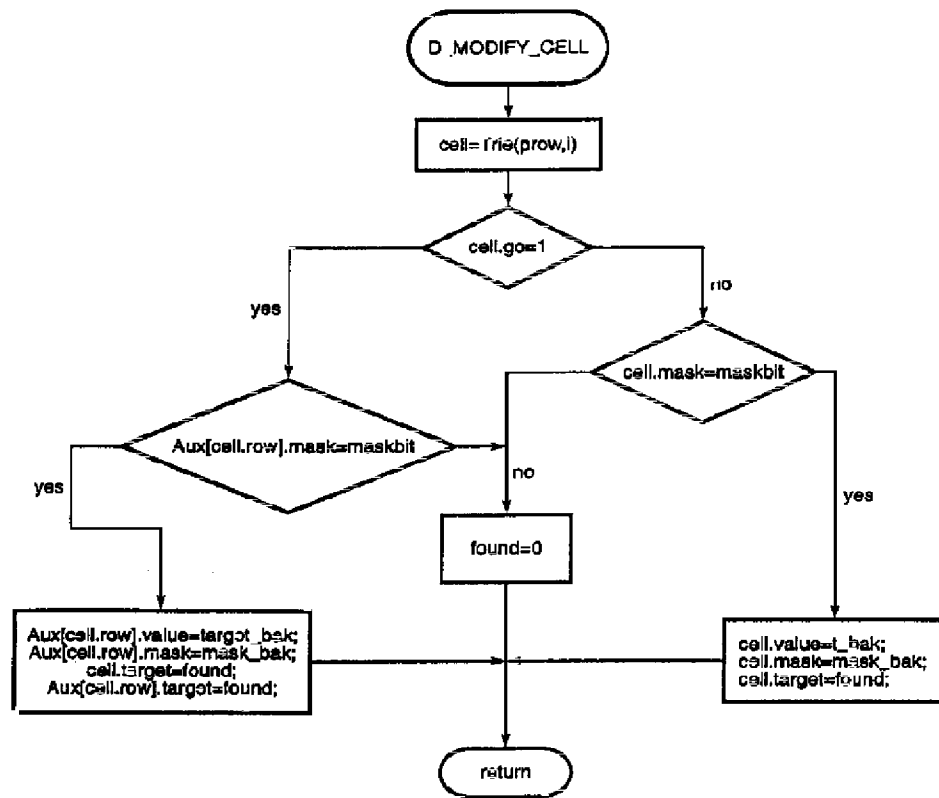 D_MODIFY_CELL
cell=Trie(prow,i)
cell.go=1
yes
no
cell.mask=maskbit
Aux[cell.row].mask=maskbit
no
yes
yes
found=0
Aux[cell.row].value=target_bak;
Aux[cell.row].mask=mask_bak;
cell.target=found;
Aux[cell.row].target=found;
cell.value=t_bak;
cell.mask=mask_bak;
cell.target=found;
return